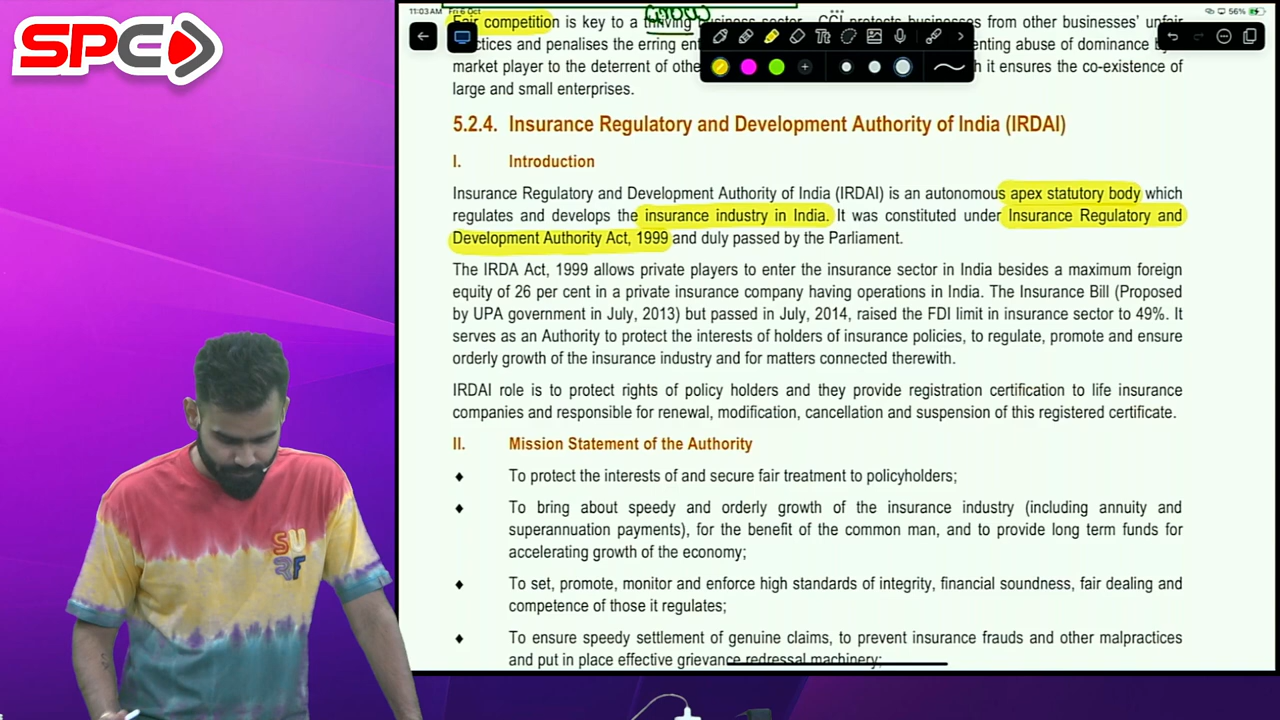 SPC
11:03 AM Fri 6 Oct
56%
Fair competition is key to a thriving business sector. CCI protects businesses from other businesses' unfair
practices and penalises the erring
market player to the deterrent of it ensures the co-existence of
large and small enterprises.
5.2.4. Insurance Regulatory and Development Authority of India (IRDAI)
I. Introduction
Insurance Regulatory and Development Authority of India (IRDAI) is an autonomous apex statutory body which
regulates and develops the insurance industry in India. It was constituted under Insurance Regulatory and
Development Authority Act, 1999 and duly passed by the Parliament.
The IRDA Act, 1999 allows private players to enter the insurance sector in India besides a maximum foreign
equity of 26 per cent in a private insurance company having operations in India. The Insurance Bill (Proposed
by UPA government in July, 2013) but passed in July, 2014, raised the FDI limit in insurance sector to 49%. It
serves as an Authority to protect the interests of holders of insurance policies, to regulate, promote and ensure
orderly growth of the insurance industry and for matters connected therewith.
IRDAI role is to protect rights of policy holders and they provide registration certification to life insurance
companies and responsible for renewal, modification, cancellation and suspension of this registered certificate.
II. Mission Statement of the Authority
♦ To protect the interests of and secure fair treatment to policyholders;
♦ To bring about speedy and orderly growth of the insurance industry (including annuity and
superannuation payments), for the benefit of the common man, and to provide long term funds for
accelerating growth of the economy;
♦ To set, promote, monitor and enforce high standards of integrity, financial soundness, fair dealing and
competence of those it regulates;
♦ To ensure speedy settlement of genuine claims, to prevent insurance frauds and other malpractices
and put in place effective grievance redressal machinery;
SU
RF